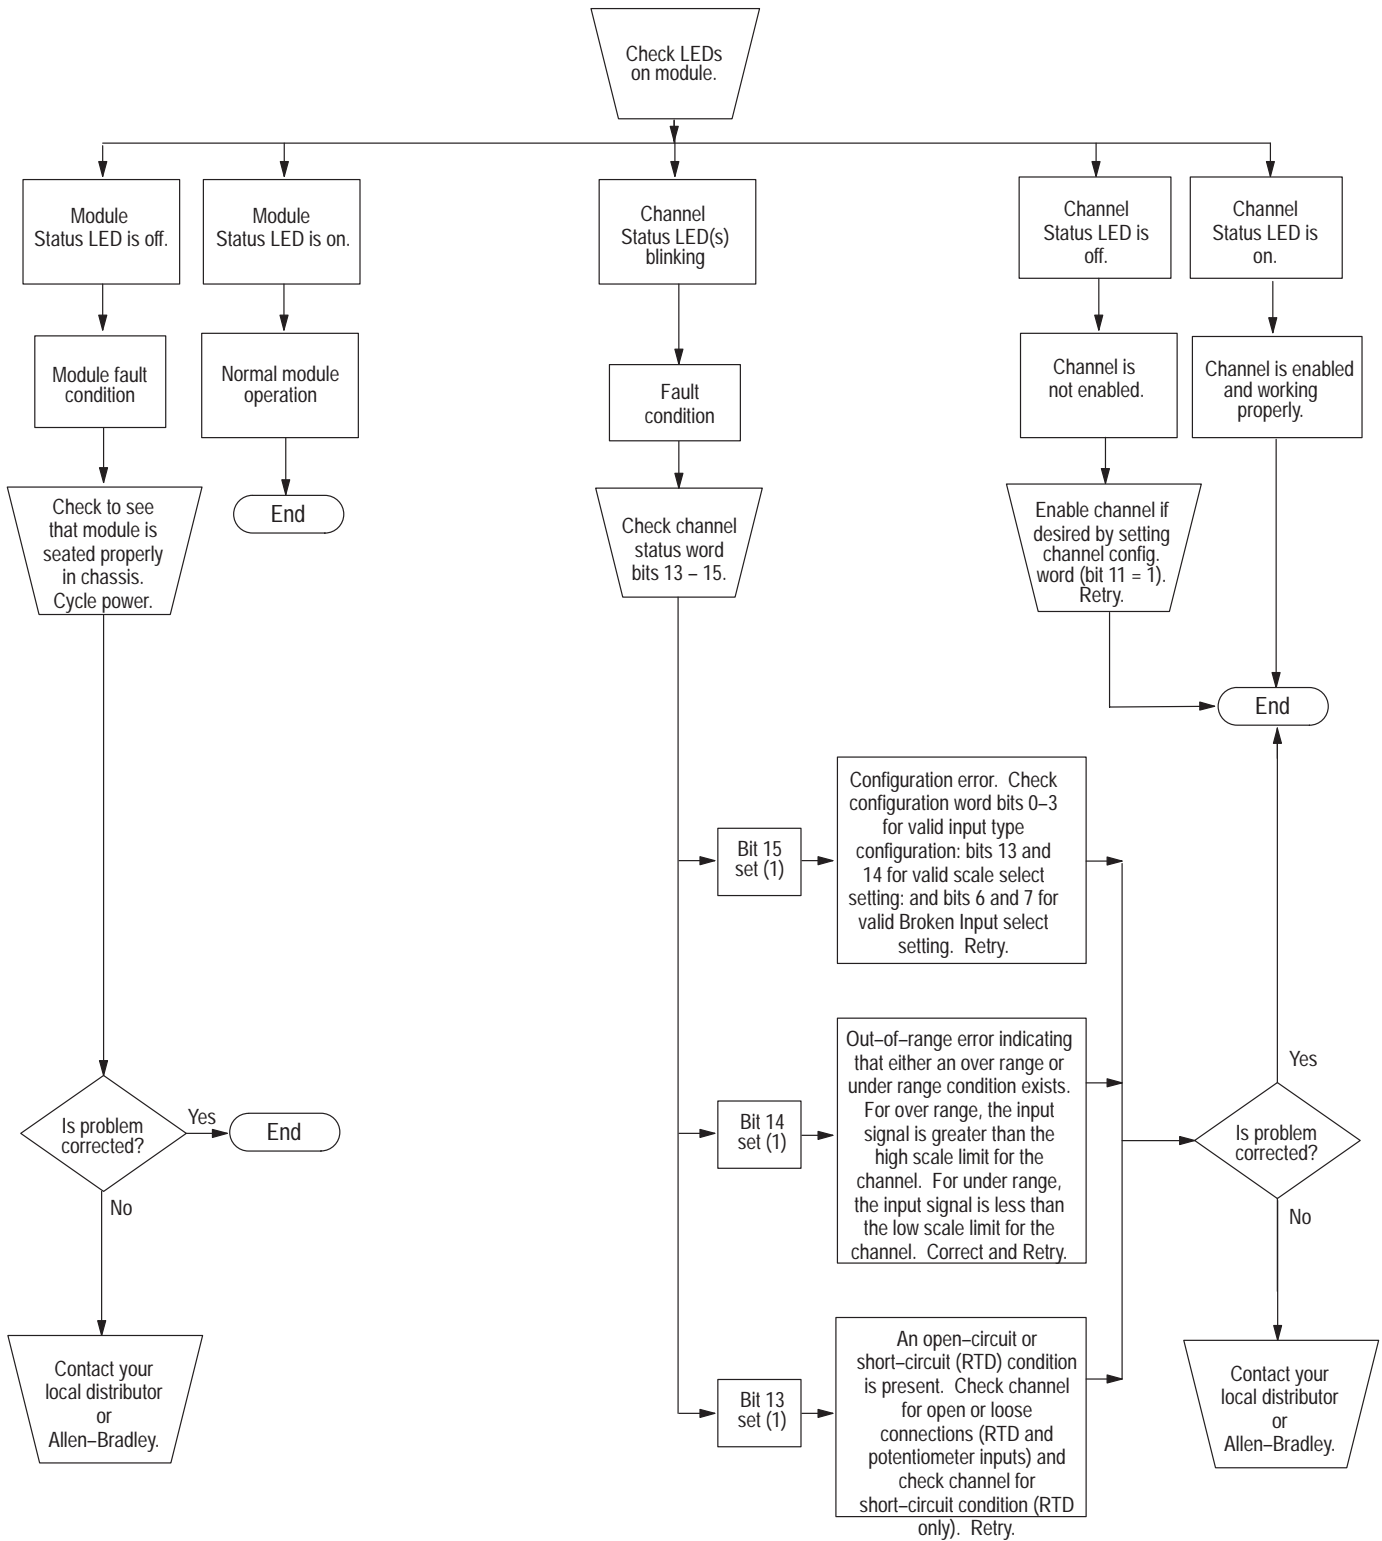 Check LEDs
on module.
Module
Status LED is off.
Module
Status LED is on.
Channel
Status LED(s)
blinking
Channel
Status LED is
off.
Channel
Status LED is
on.
Module fault
condition
Normal module
operation
Fault
condition
Channel is
not enabled.
Channel is enabled
and working
properly.
Check to see
that module is
seated properly
in chassis.
Cycle power.
End
Check channel
status word
bits 13 – 15.
Enable channel if
desired by setting
channel config.
word (bit 11 = 1).
Retry.
End
Bit 15
set (1)
Configuration error. Check
configuration word bits 0–3
for valid input type
configuration: bits 13 and
14 for valid scale select
setting: and bits 6 and 7 for
valid Broken Input select
setting. Retry.
Bit 14
set (1)
Out–of–range error indicating
that either an over range or
under range condition exists.
For over range, the input
signal is greater than the
high scale limit for the
channel. For under range,
the input signal is less than
the low scale limit for the
channel. Correct and Retry.
Yes
Is problem
corrected?
No
Is problem
corrected?
Yes
End
No
Bit 13
set (1)
An open–circuit or
short–circuit (RTD) condition
is present. Check channel
for open or loose
connections (RTD and
potentiometer inputs) and
check channel for
short–circuit condition (RTD
only). Retry.
Contact your
local distributor
or
Allen–Bradley.
Contact your
local distributor
or
Allen–Bradley.